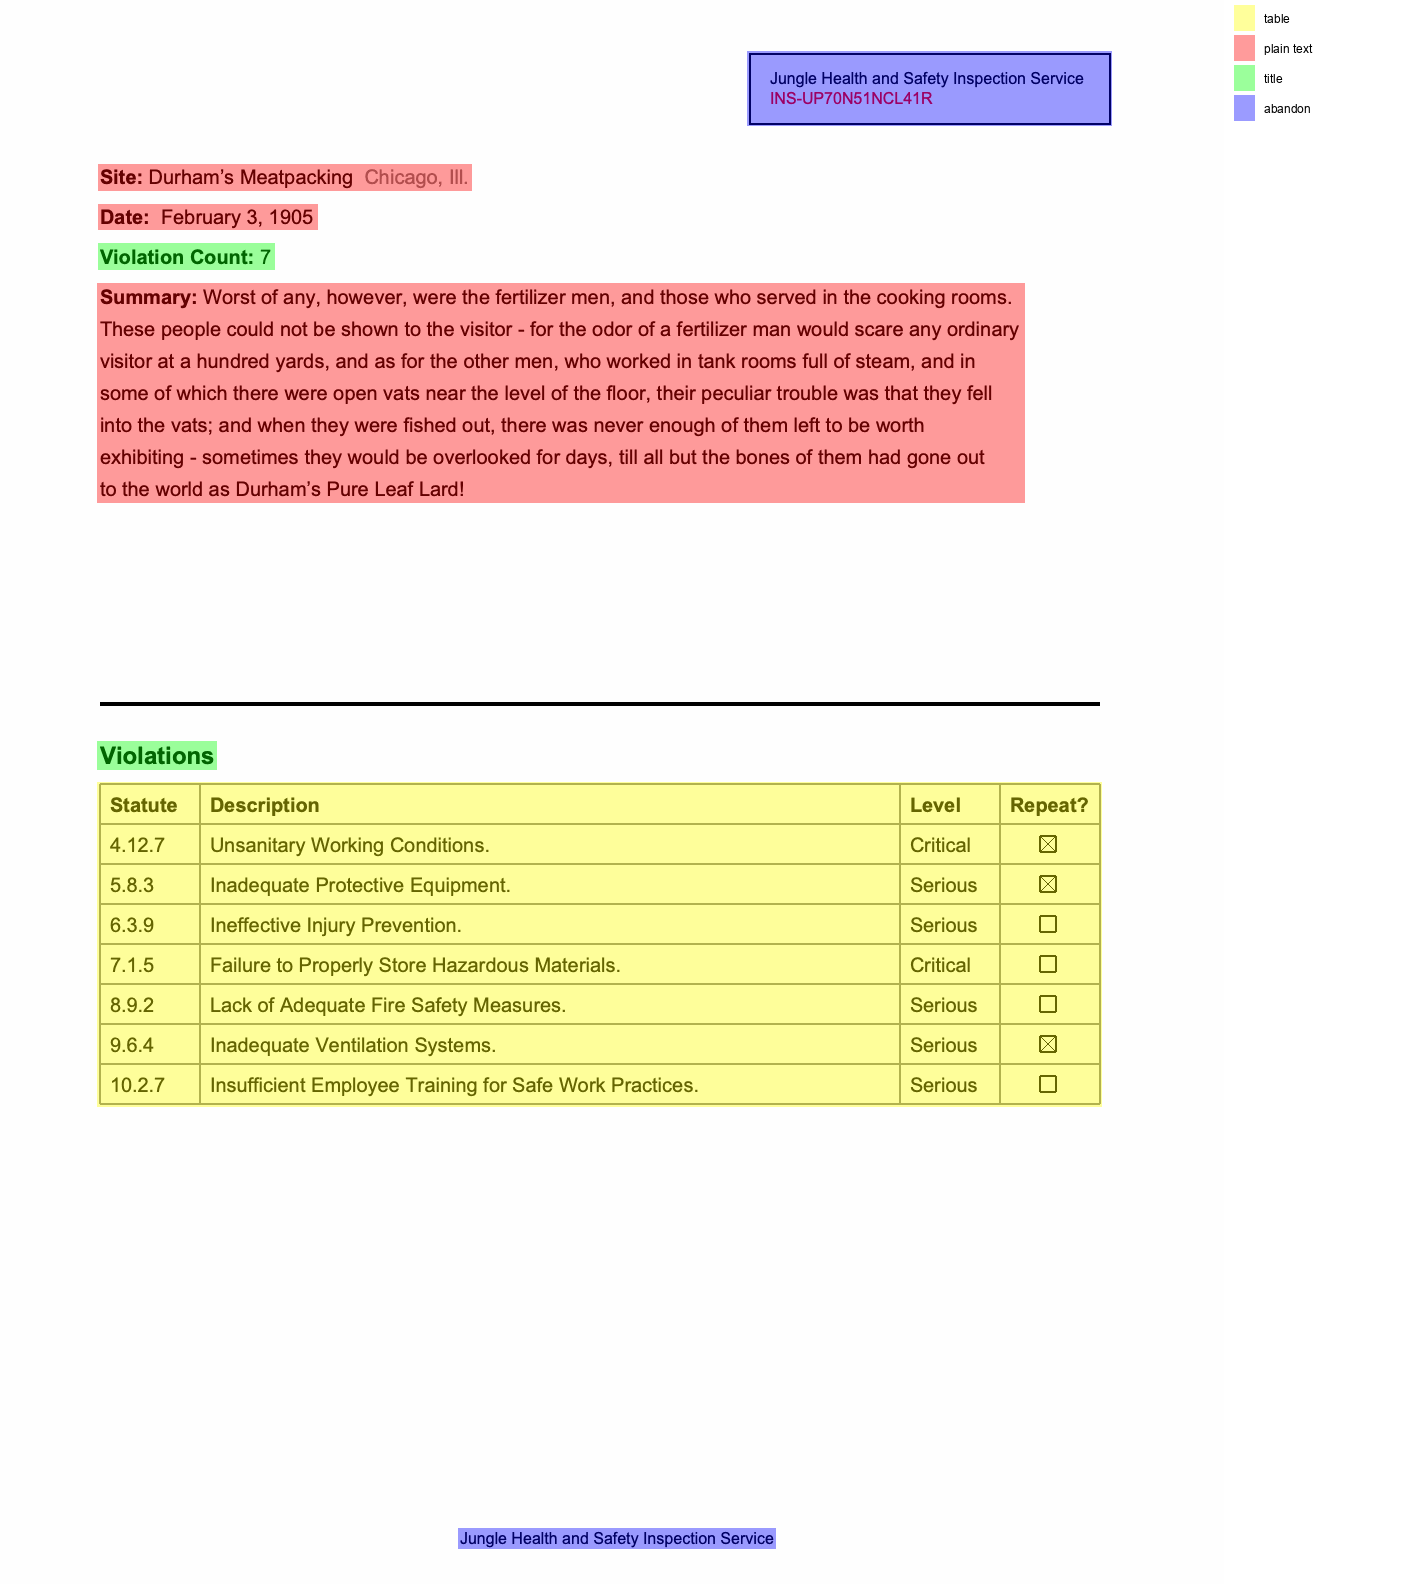 Jungle Health and Safety Inspection Service
INS-UP70N51NCL41R
table
plain text
title
abandon
Site: Durham’s Meatpacking Chicago, Ill.
Date: February 3, 1905
Violation Count: 7
Summary: Worst of any, however, were the fertilizer men, and those who served in the cooking rooms.
These people could not be shown to the visitor - for the odor of a fertilizer man would scare any ordinary
visitor at a hundred yards, and as for the other men, who worked in tank rooms full of steam, and in
some of which there were open vats near the level of the floor, their peculiar trouble was that they fell
into the vats; and when they were fished out, there was never enough of them left to be worth
exhibiting - sometimes they would be overlooked for days, till all but the bones of them had gone out
to the world as Durham’s Pure Leaf Lard!
Violations
Statute Description Level Repeat?
4.12.7 Unsanitary Working Conditions. Critical ☒
5.8.3 Inadequate Protective Equipment. Serious ☒
6.3.9 Ineffective Injury Prevention. Serious ☐
7.1.5 Failure to Properly Store Hazardous Materials. Critical ☐
8.9.2 Lack of Adequate Fire Safety Measures. Serious ☐
9.6.4 Inadequate Ventilation Systems. Serious ☒
10.2.7 Insufficient Employee Training for Safe Work Practices. Serious ☐
Jungle Health and Safety Inspection Service